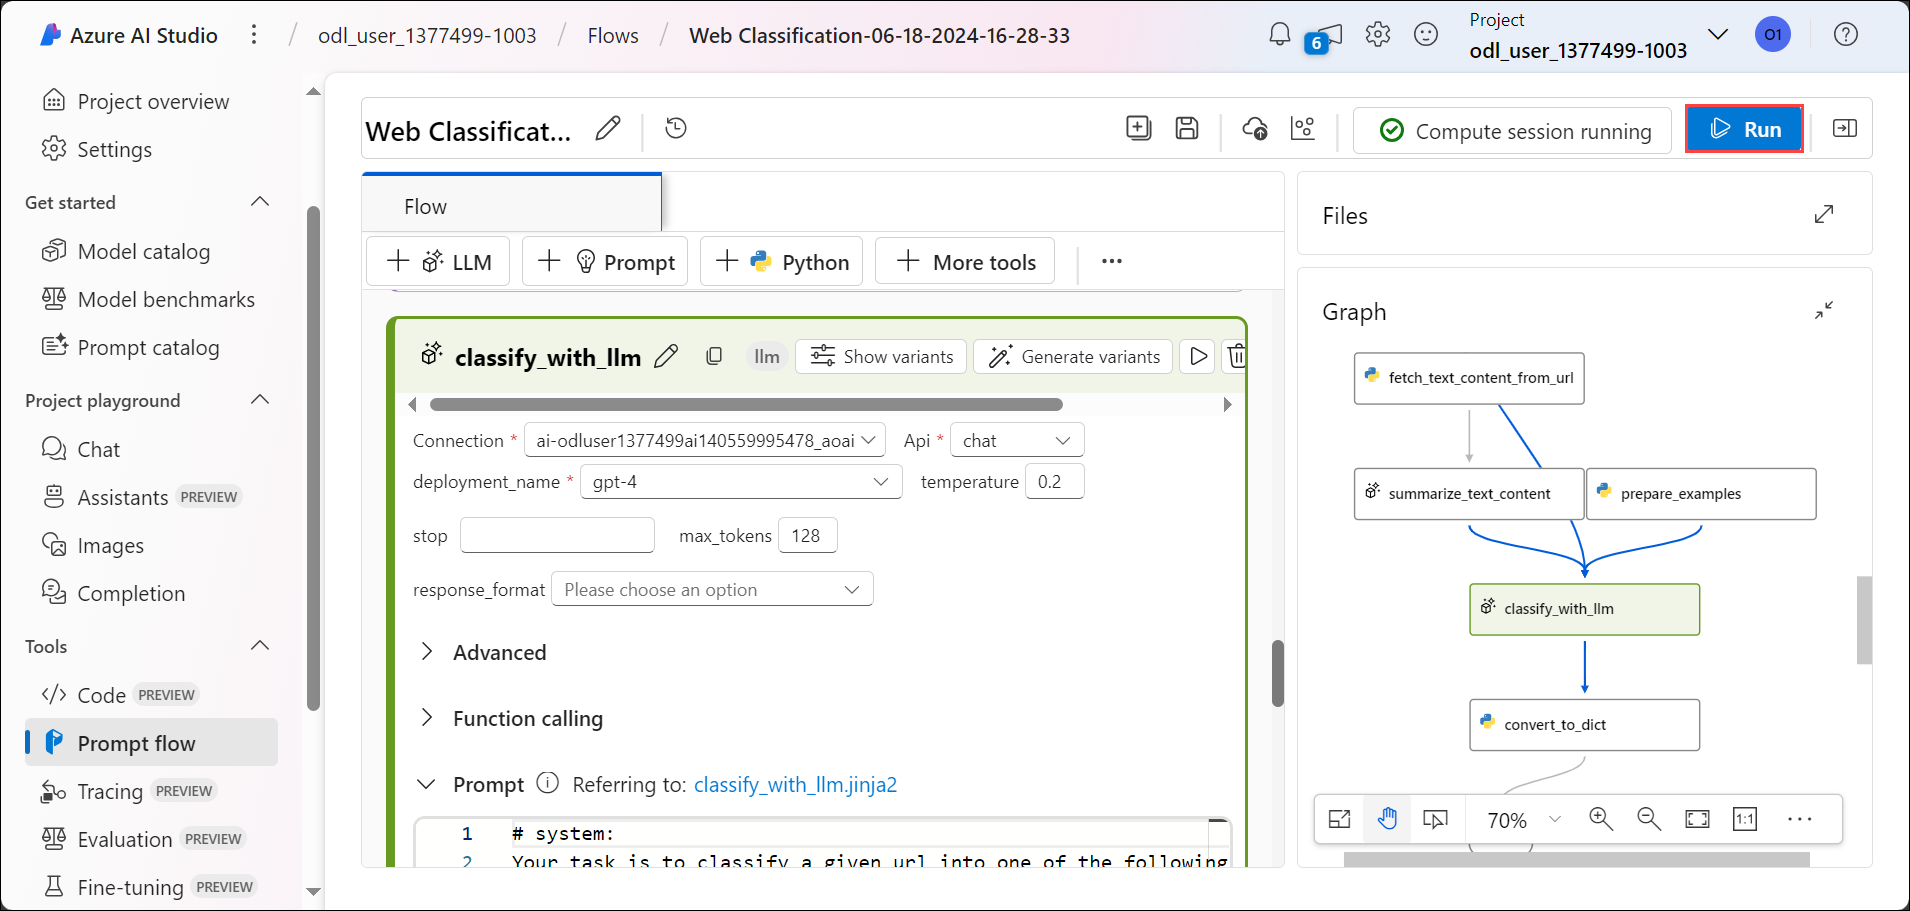 Azure AI Studio
odl_user_1377499-1003
Flows
Web Classification-06-18-2024-16-28-33
6
Project
odl_user_1377499-1003
O1
Project overview
Settings
Get started
Model catalog
Model benchmarks
Prompt catalog
Project playground
Chat
Assistants PREVIEW
Images
Completion
Tools
Code PREVIEW
Prompt flow
Tracing PREVIEW
Evaluation PREVIEW
Fine-tuning PREVIEW
Web Classificat...
Compute session running
Run
Flow
LLM
Prompt
Python
More tools
classify_with_llm
llm
Show variants
Generate variants
Connection * ai-odluser1377499ai140559995478_aoai Api * chat
deployment_name * gpt-4 temperature 0.2
stop max_tokens 128
response_format Please choose an option
Advanced
Function calling
Prompt Referring to: classify_with_llm.jinja2
1 # system:
2 Your task is to classify a given url into one of the following
Files
Graph
fetch_text_content_from_url
summarize_text_content
prepare_examples
classify_with_llm
convert_to_dict
70%
1:1